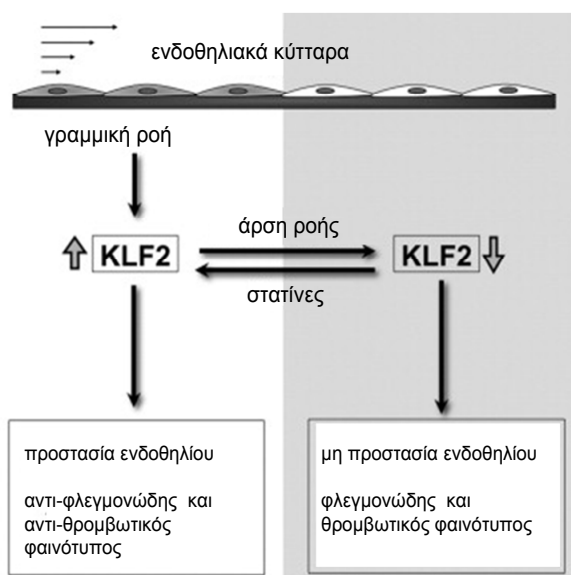 ενδοθηλιακά κύτταρα
γραμμική ροή
άρση ροής
KLF2
KLF2
στατίνες
προστασία ενδοθηλίου
αντι-φλεγμονώδης και
αντι-θρομβωτικός
φαινότυπος
μη προστασία ενδοθηλίου
φλεγμονώδης και
θρομβωτικός φαινότυπος